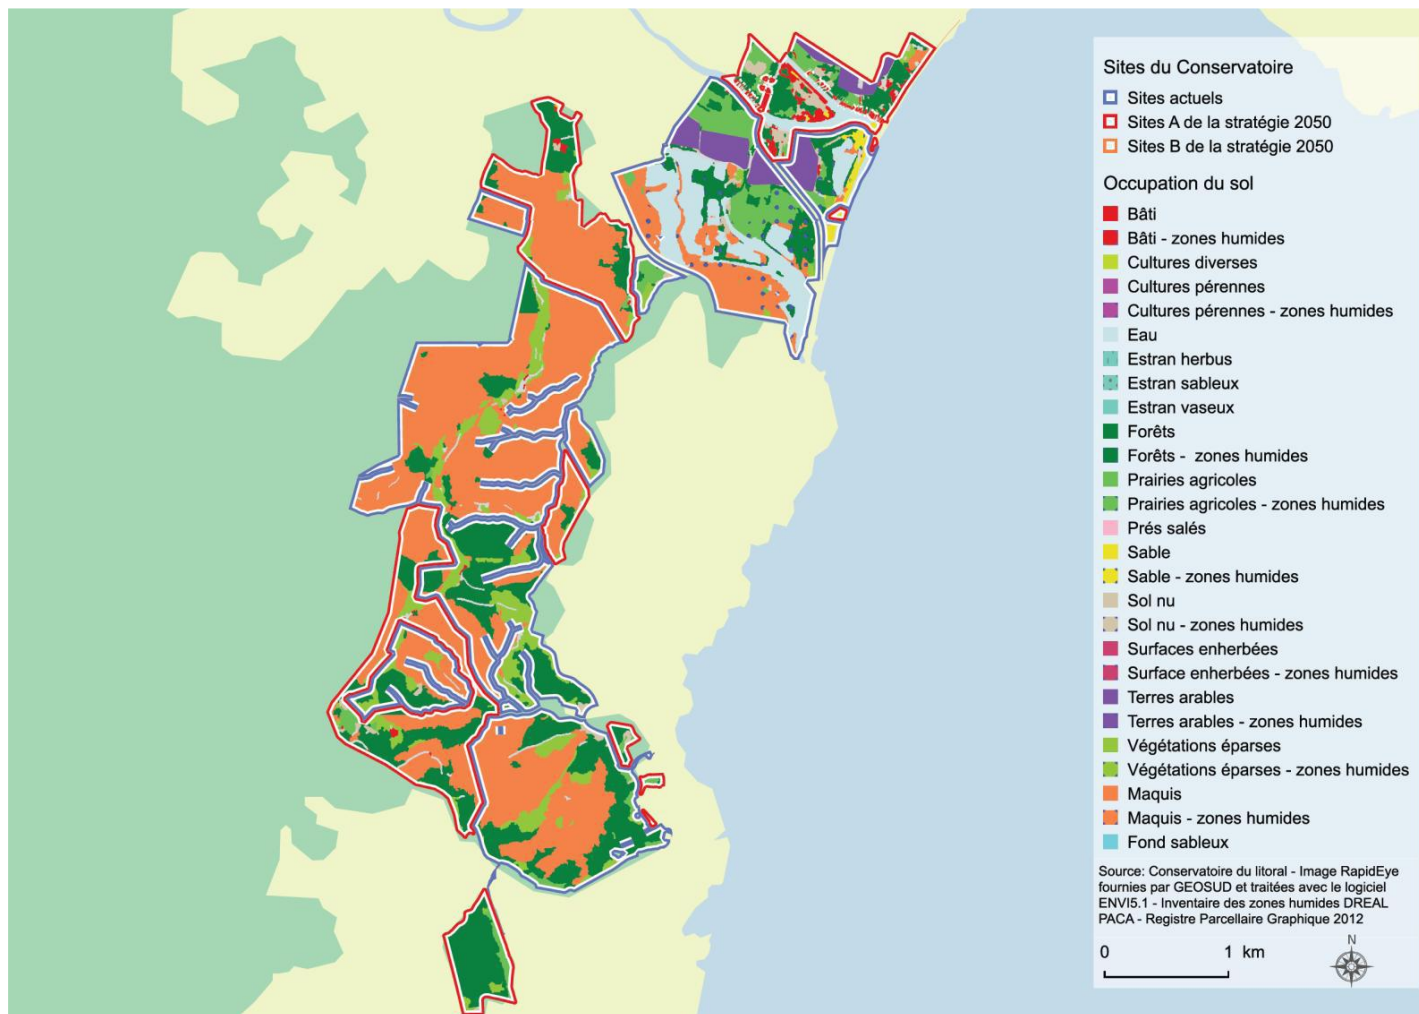 Sites du Conservatoire
Sites actuels
Sites A de la stratégie 2050
Sites B de la stratégie 2050
Occupation du sol
Bâti
Bâti - zones humides
Cultures diverses
Cultures pérennes
Cultures pérennes - zones humides
Eau
Estran herbus
Estran sableux
Estran vaseux
Forêts
Forêts - zones humides
Prairies agricoles
Prairies agricoles - zones humides
Prés salés
Sable
Sable - zones humides
Sol nu
Sol nu - zones humides
Surfaces enherbées
Surface enherbées - zones humides
Terres arables
Terres arables - zones humides
Végétations éparses
Végétations éparses - zones humides
Maquis
Maquis - zones humides
Fond sableux
Source: Conservatoire du litoral - Image RapidEye
fournies par GEOSUD et traitées avec le logiciel
ENVI5.1 - Inventaire des zones humides DREAL
PACA - Registre Parcellaire Graphique 2012
0 1 km
N